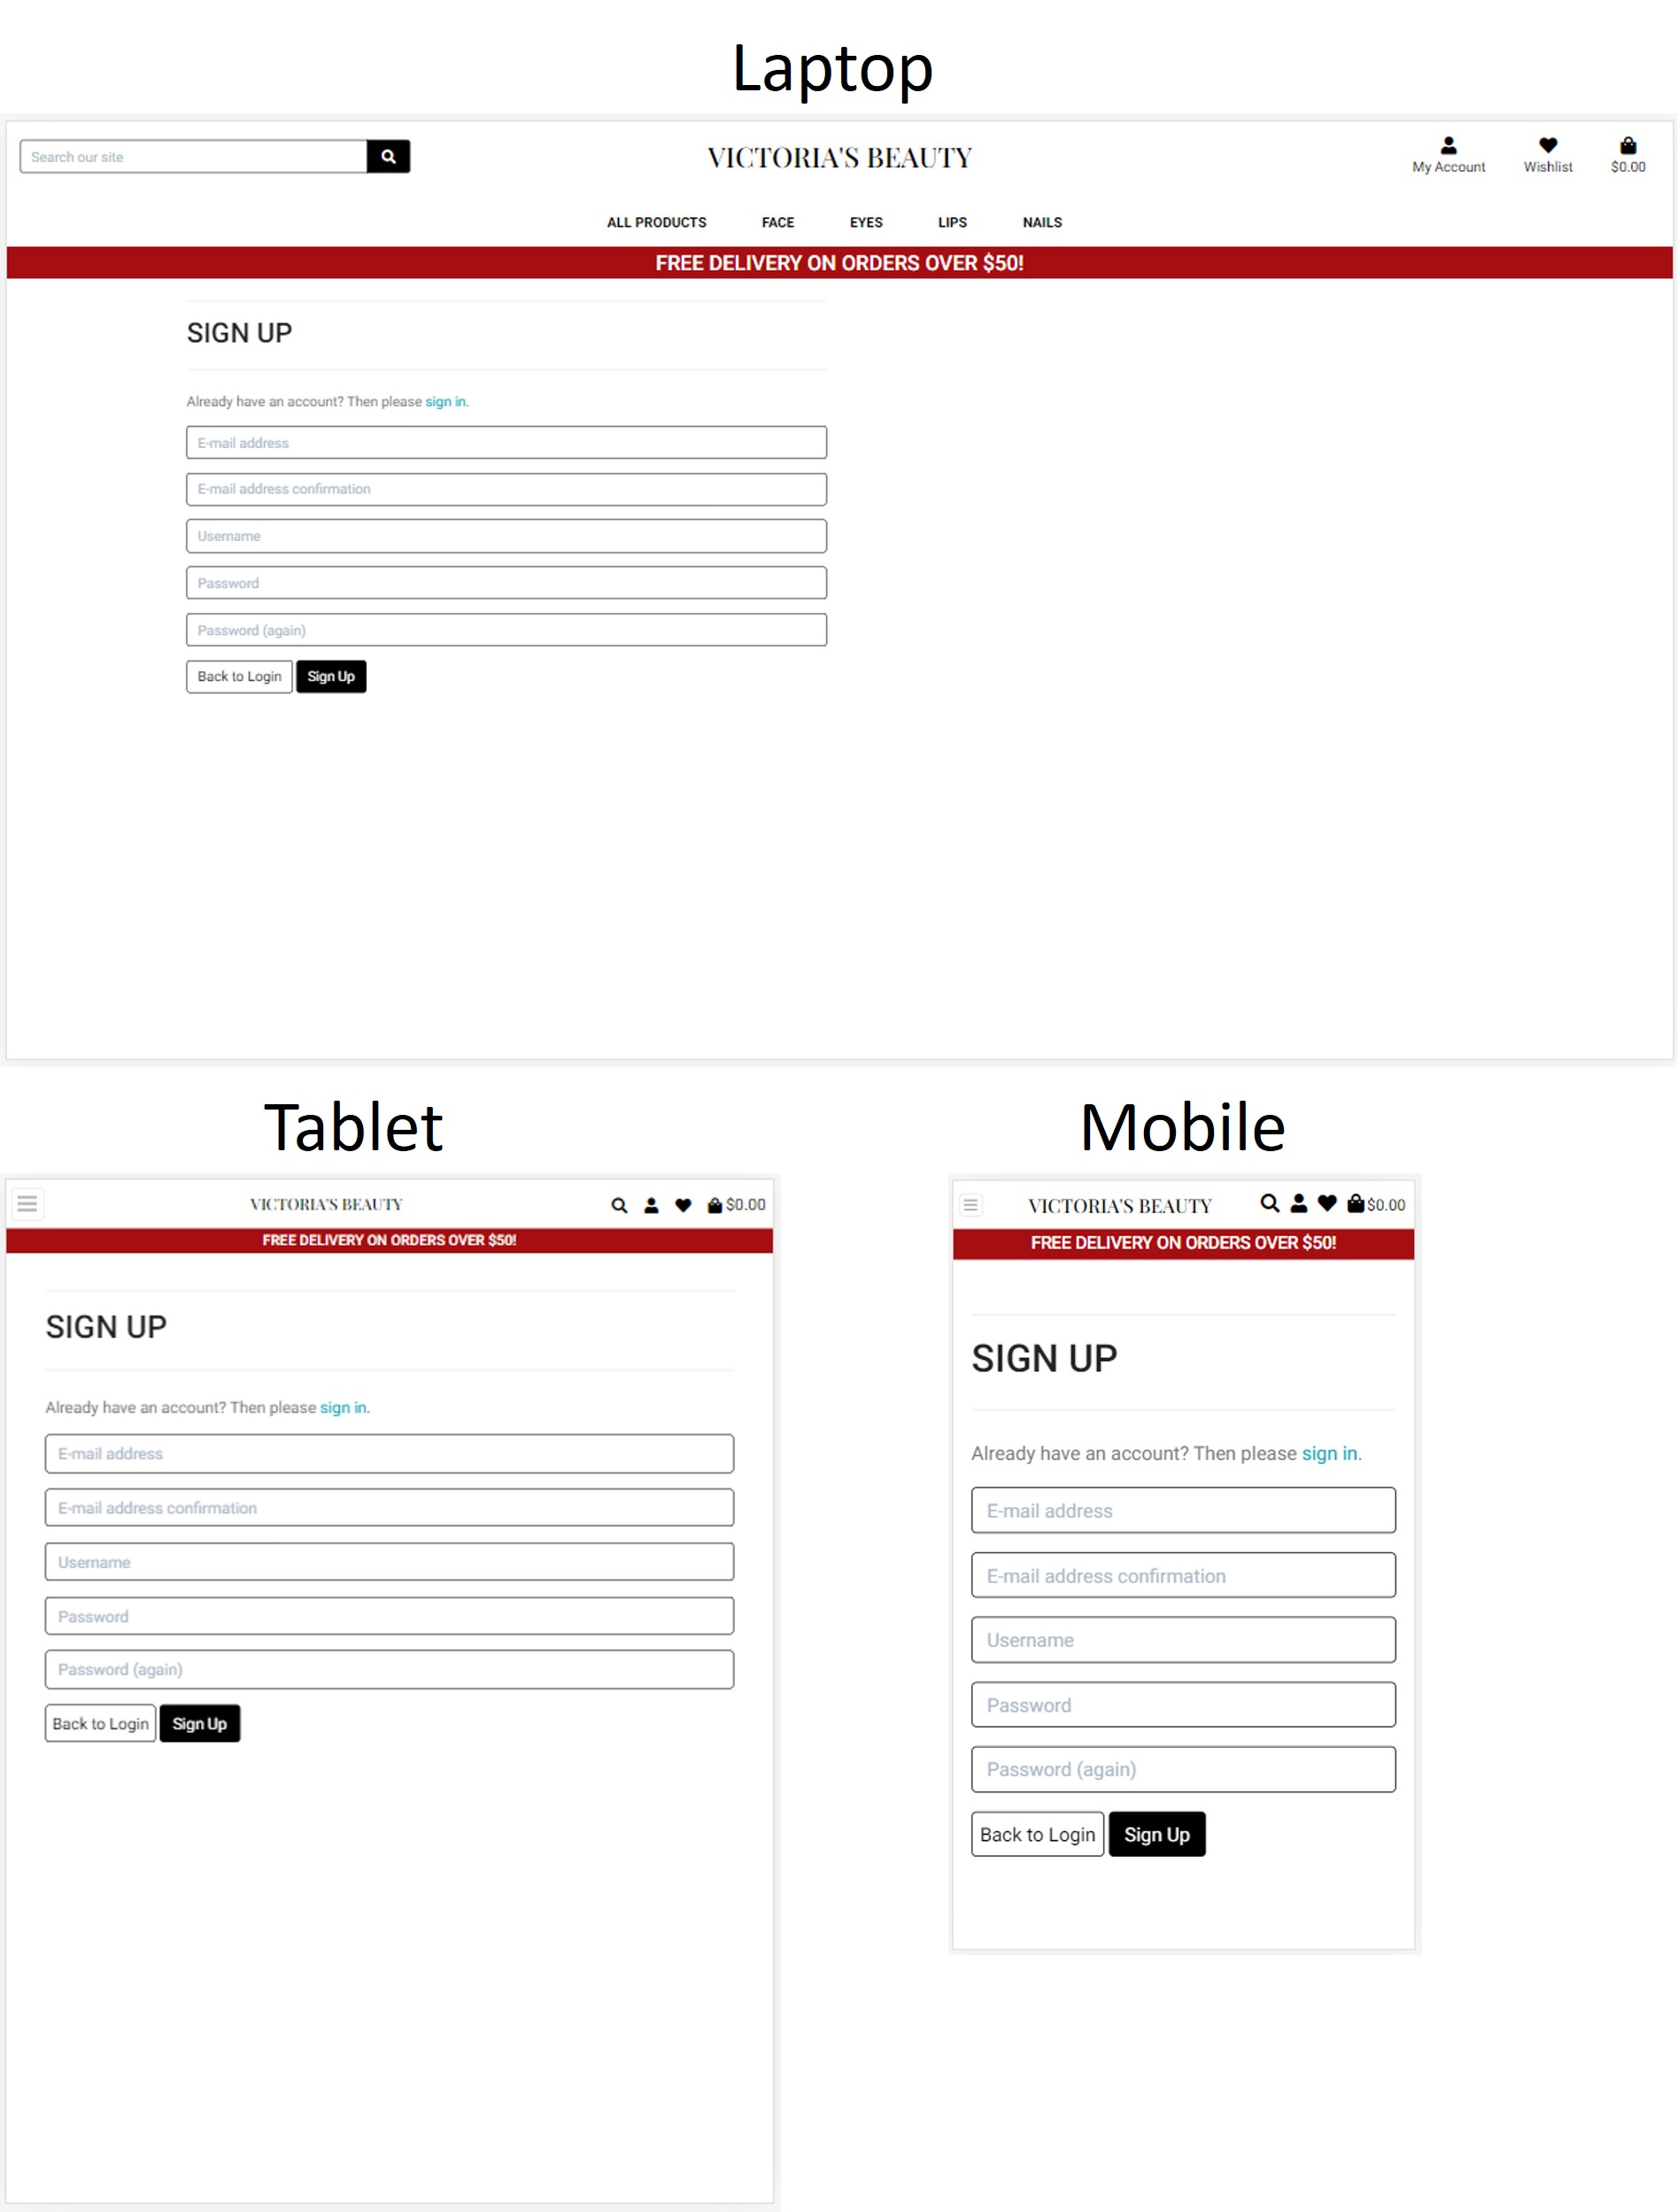 Laptop
Search our site
VICTORIA'S BEAUTY
My Account
Wishlist
$0.00
ALL PRODUCTS FACE EYES LIPS NAILS
FREE DELIVERY ON ORDERS OVER $50!
SIGN UP
Already have an account? Then please sign in.
E-mail address
E-mail address confirmation
Username
Password
Password (again)
Back to Login Sign Up
Tablet
VICTORIA'S BEAUTY
$0.00
FREE DELIVERY ON ORDERS OVER $50!
SIGN UP
Already have an account? Then please sign in.
E-mail address
E-mail address confirmation
Username
Password
Password (again)
Back to Login Sign Up
Mobile
VICTORIA'S BEAUTY
$0.00
FREE DELIVERY ON ORDERS OVER $50!
SIGN UP
Already have an account? Then please sign in.
E-mail address
E-mail address confirmation
Username
Password
Password (again)
Back to Login Sign Up